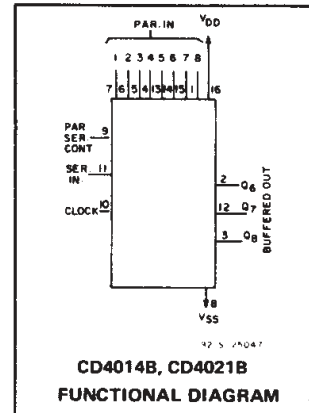 PAR. IN
VDD
1 2 3 4 5 6 7 8
7 6 5 4 13 14 15 1 16
PAR
SER
CONT
9
SER.
IN
11
CLOCK
10
2
Q6
12
Q7
3
Q8
BUFFERED OUT
8
VSS
92 S 25047
CD4014B, CD4021B
FUNCTIONAL DIAGRAM